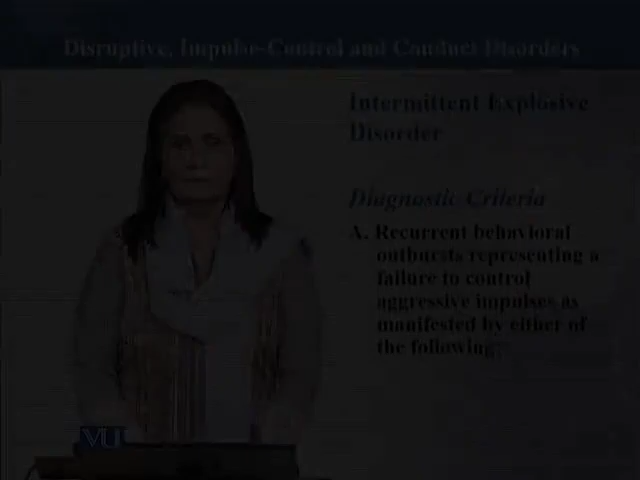 Disruptive, Impulse-Control and Conduct Disorders
Intermittent Explosive
Disorder
Diagnostic Criteria
A. Recurrent behavioral
outbursts representing a
failure to control
aggressive impulses as
manifested by either of
the following:
VU